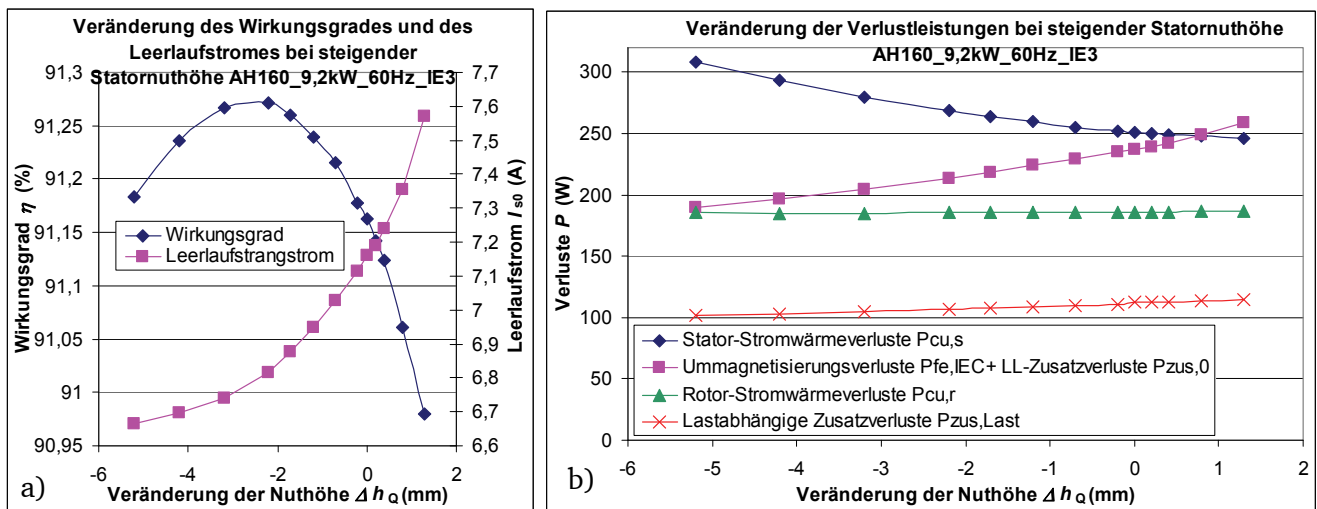 Veränderung des Wirkungsgrades und des
Leerlaufstromes bei steigender
Statornuthöhe AH160_9,2kW_60Hz_IE3
91,3
91,25
91,2
91,15
91,1
91,05
91
90,95
Wirkungsgrad η (%)
7,7
7,6
7,5
7,4
7,3
7,2
7,1
7
6,9
6,8
6,7
6,6
Leerlaufstrom I s0 (A)
Wirkungsgrad
Leerlaufstrangstrom
-6 -4 -2 0 2
Veränderung der Nuthöhe Δ h Q (mm)
a)
Veränderung der Verlustleistungen bei steigender Statornuthöhe
AH160_9,2kW_60Hz_IE3
300
250
200
150
100
50
0
Verluste P (W)
Stator-Stromwärmeverluste Pcu,s
Ummagnetisierungsverluste Pfe,IEC+ LL-Zusatzverluste Pzus,0
Rotor-Stromwärmeverluste Pcu,r
Lastabhängige Zusatzverluste Pzus,Last
-6 -5 -4 -3 -2 -1 0 1 2
Veränderung der Nuthöhe Δ h Q (mm)
b)